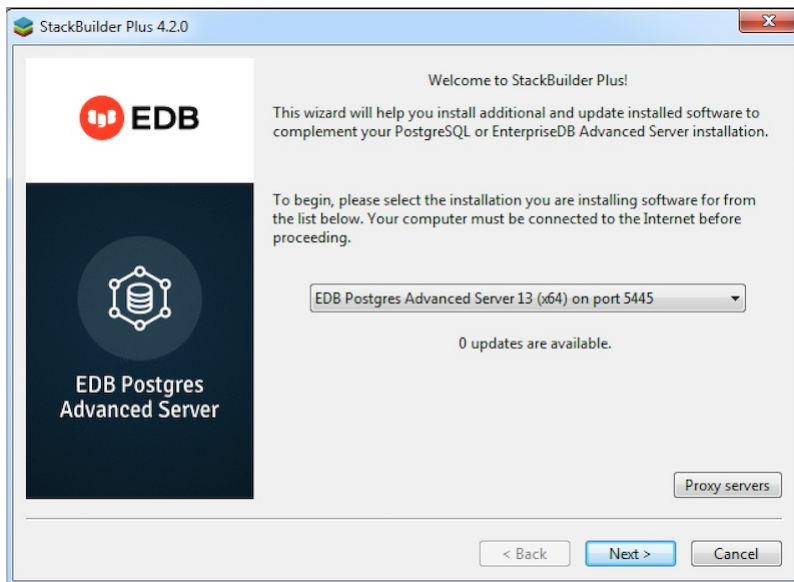 StackBuilder Plus 4.2.0
EDB
EDB Postgres
Advanced Server
Welcome to StackBuilder Plus!
This wizard will help you install additional and update installed software to
complement your PostgreSQL or EnterpriseDB Advanced Server installation.
To begin, please select the installation you are installing software for from
the list below. Your computer must be connected to the Internet before
proceeding.
EDB Postgres Advanced Server 13 (x64) on port 5445
0 updates are available.
Proxy servers
< Back Next > Cancel